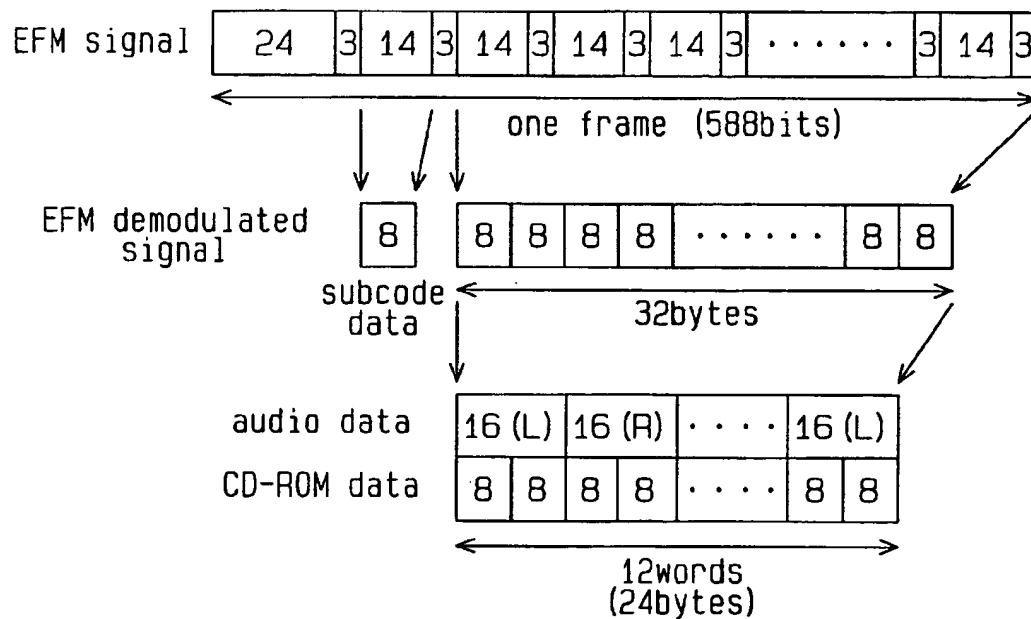 EFM signal 24 3 14 3 14 3 14 3 14 3 ...... 3 14 3
one frame (588bits)
EFM demodulated
signal
8 8 8 8 8 ...... 8 8
subcode
data
32bytes
audio data 16 (L) 16 (R) .... 16 (L)
CD-ROM data 8 8 8 8 .... 8 8
12words
(24bytes)